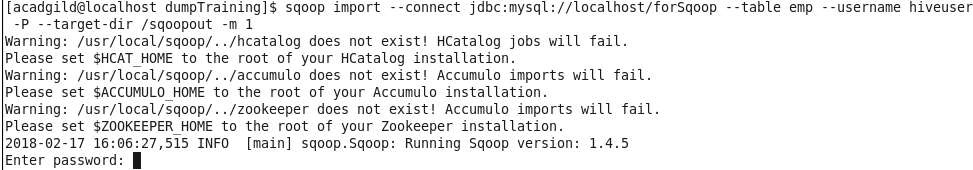 [acadgild@localhost dumpTraining]$ sqoop import --connect jdbc:mysql://localhost/forSqoop --table emp --username hiveuser
-P --target-dir /sqoopout -m 1
Warning: /usr/local/sqoop/../hcatalog does not exist! HCatalog jobs will fail.
Please set $HCAT_HOME to the root of your HCatalog installation.
Warning: /usr/local/sqoop/../accumulo does not exist! Accumulo imports will fail.
Please set $ACCUMULO_HOME to the root of your Accumulo installation.
Warning: /usr/local/sqoop/../zookeeper does not exist! Accumulo imports will fail.
Please set $ZOOKEEPER_HOME to the root of your Zookeeper installation.
2018-02-17 16:06:27,515 INFO  [main] sqoop.Sqoop: Running Sqoop version: 1.4.5
Enter password: